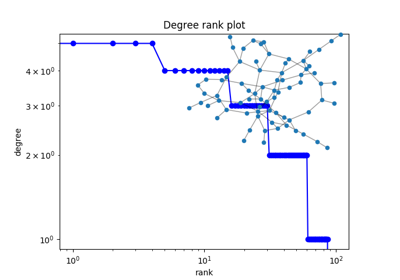 Degree rank plot
degree
4 × 10⁰
3 × 10⁰
2 × 10⁰
10⁰
10⁰
10¹
10²
rank